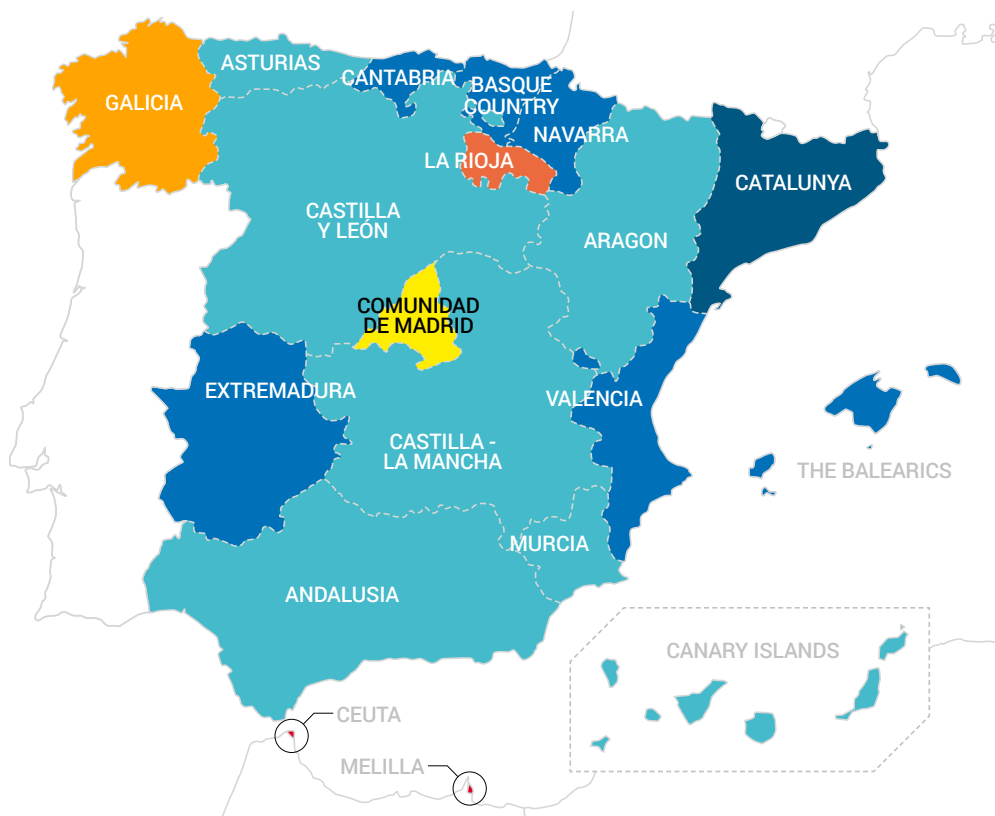 ASTURIAS
CANTABRIA
BASQUE
COUNTRY
GALICIA
NAVARRA
LA RIOJA
CATALUNYA
CASTILLA
Y LEÓN
ARAGON
COMUNIDAD
DE MADRID
EXTREMADURA
VALENCIA
CASTILLA -
LA MANCHA
THE BALEARICS
MURCIA
ANDALUSIA
CANARY ISLANDS
CEUTA
MELILLA